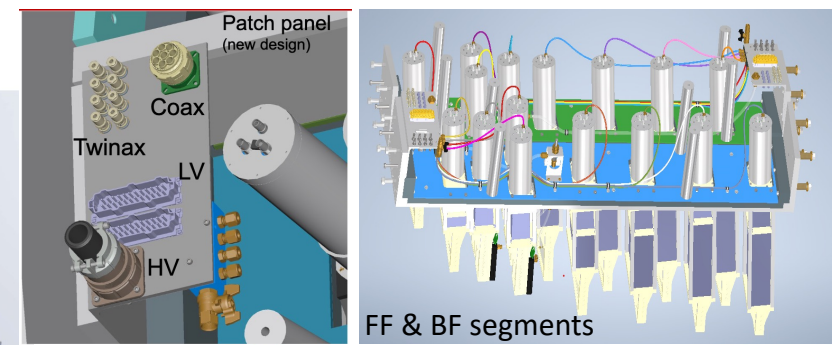 Patch panel
(new design)
Coax
Twinax
LV
HV
FF & BF segments